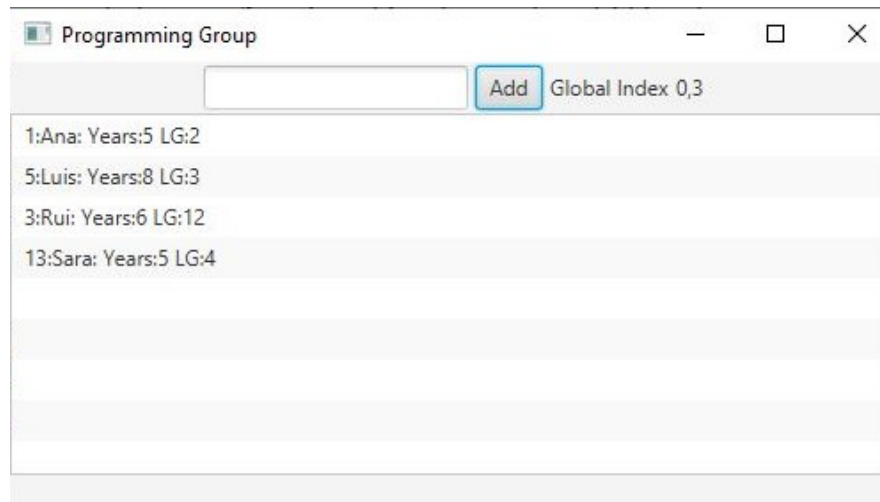 Programming Group
Add Global Index 0,3
1:Ana: Years:5 LG:2
5:Luis: Years:8 LG:3
3:Rui: Years:6 LG:12
13:Sara: Years:5 LG:4